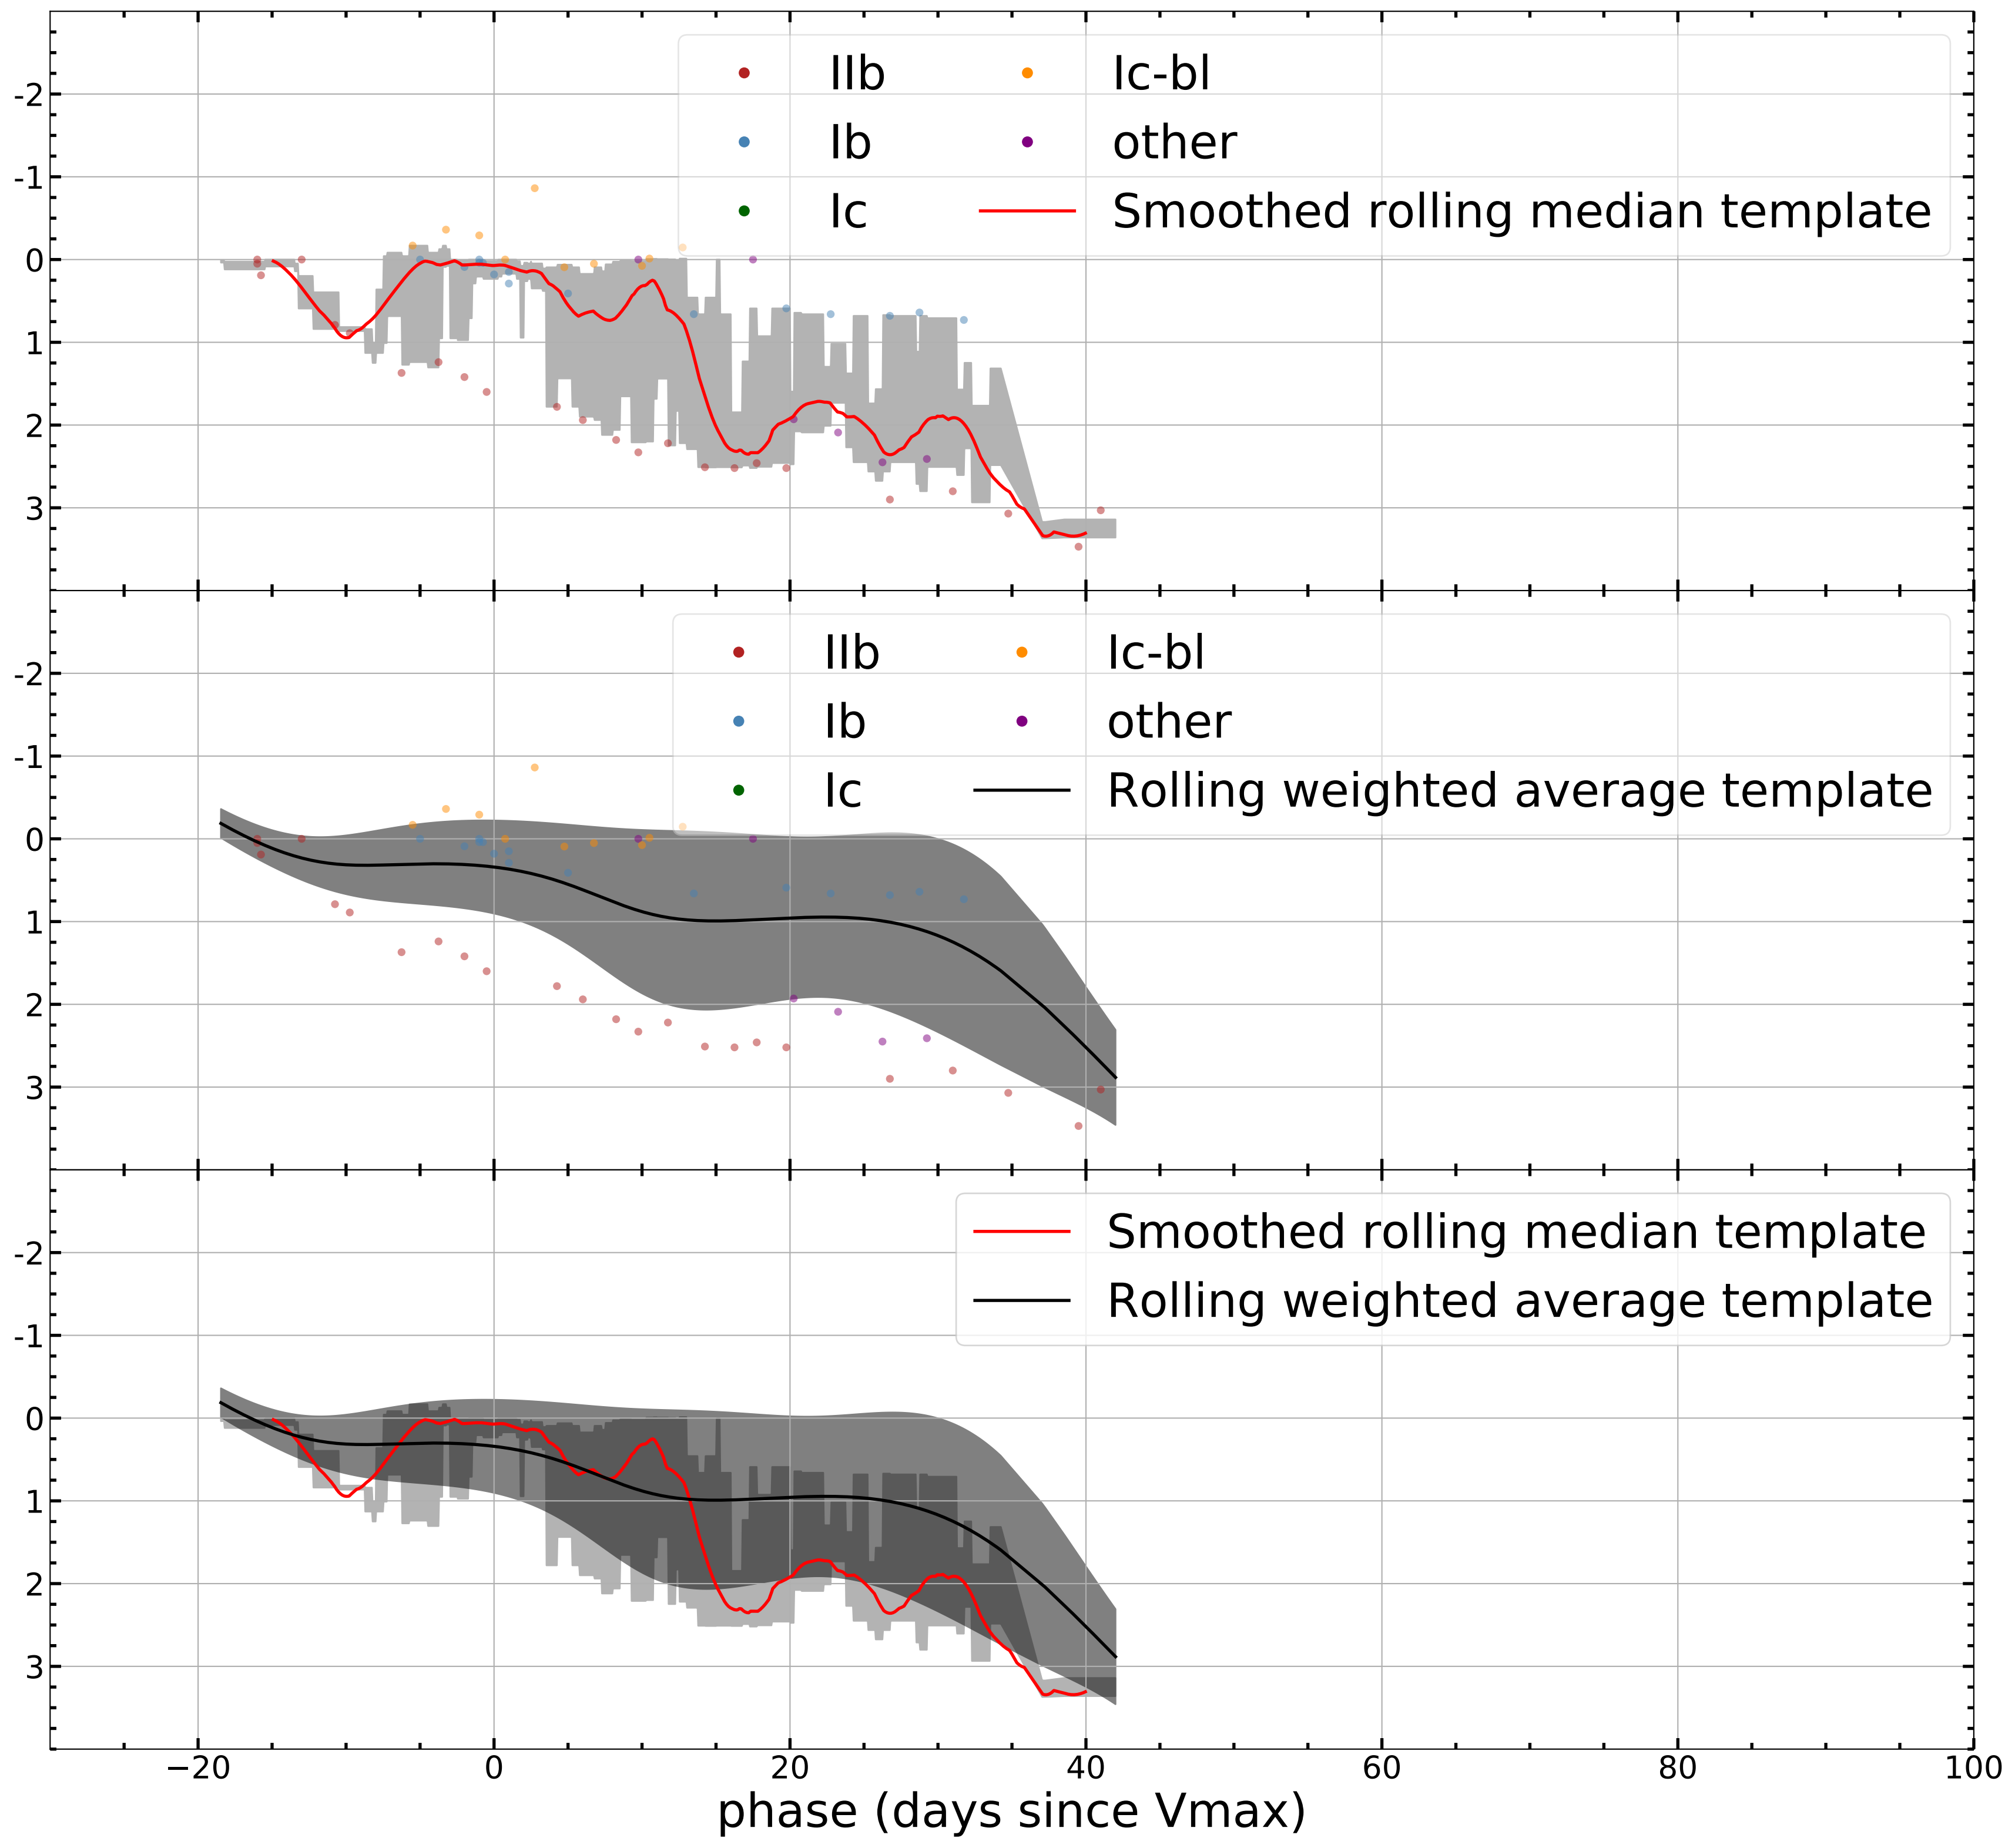 IIb Ic-bl
-2
Ib other
-1
Ic Smoothed rolling median template
0
1
2
3
IIb Ic-bl
-2
Ib other
-1
Ic Rolling weighted average template
0
1
2
3
Smoothed rolling median template
-2
Rolling weighted average template
-1
0
1
2
3
−20 0 20 40 60 80 100
phase (days since Vmax)